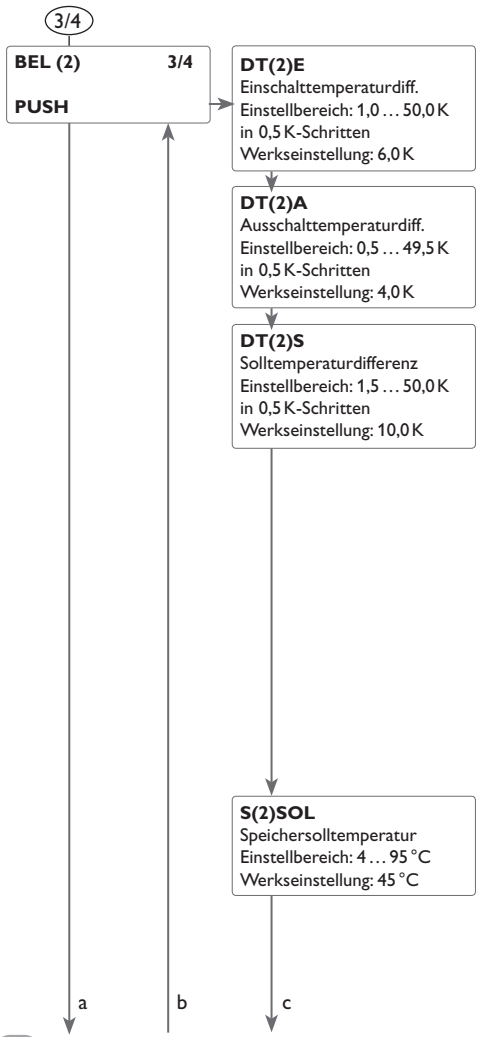 3/4
BEL (2) 3/4
PUSH
DT(2)E
Einschalttemperaturdiff.
Einstellbereich: 1,0 … 50,0 K
in 0,5 K-Schritten
Werkseinstellung: 6,0 K
DT(2)A
Ausschalttemperaturdiff.
Einstellbereich: 0,5 … 49,5 K
in 0,5 K-Schritten
Werkseinstellung: 4,0 K
DT(2)S
Solltemperaturdifferenz
Einstellbereich: 1,5 … 50,0 K
in 0,5 K-Schritten
Werkseinstellung: 10,0 K
S(2)SOL
Speichersolltemperatur
Einstellbereich: 4 … 95 °C
Werkseinstellung: 45 °C
a b c